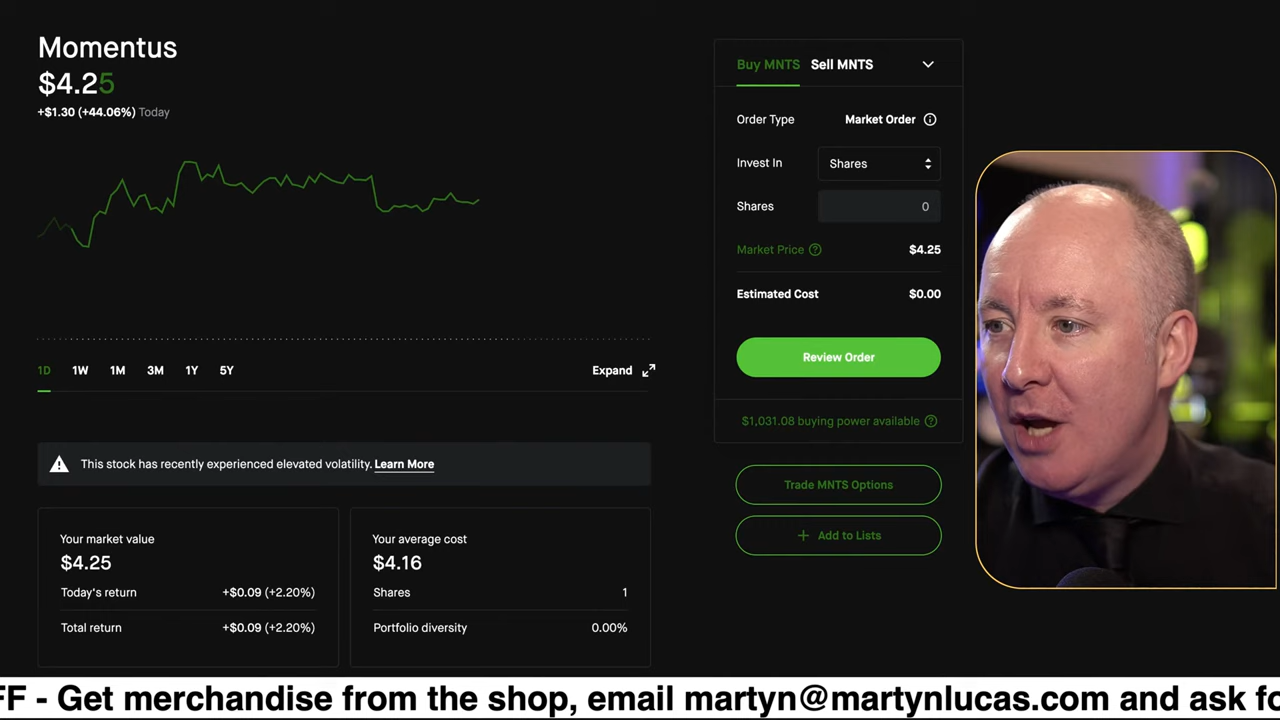 Momentus
$4.25
+$1.30 (+44.06%) Today
1D 1W 1M 3M 1Y 5Y
Expand
This stock has recently experienced elevated volatility. Learn More
Your market value
$4.25
Today's return +$0.09 (+2.20%)
Total return +$0.09 (+2.20%)
Your average cost
$4.16
Shares 1
Portfolio diversity 0.00%
Buy MNTS Sell MNTS
Order Type Market Order
Invest In Shares
Shares 0
Market Price $4.25
Estimated Cost $0.00
Review Order
$1,031.08 buying power available
Trade MNTS Options
+ Add to Lists
FF - Get merchandise from the shop, email martyn@martynlucas.com and ask fo